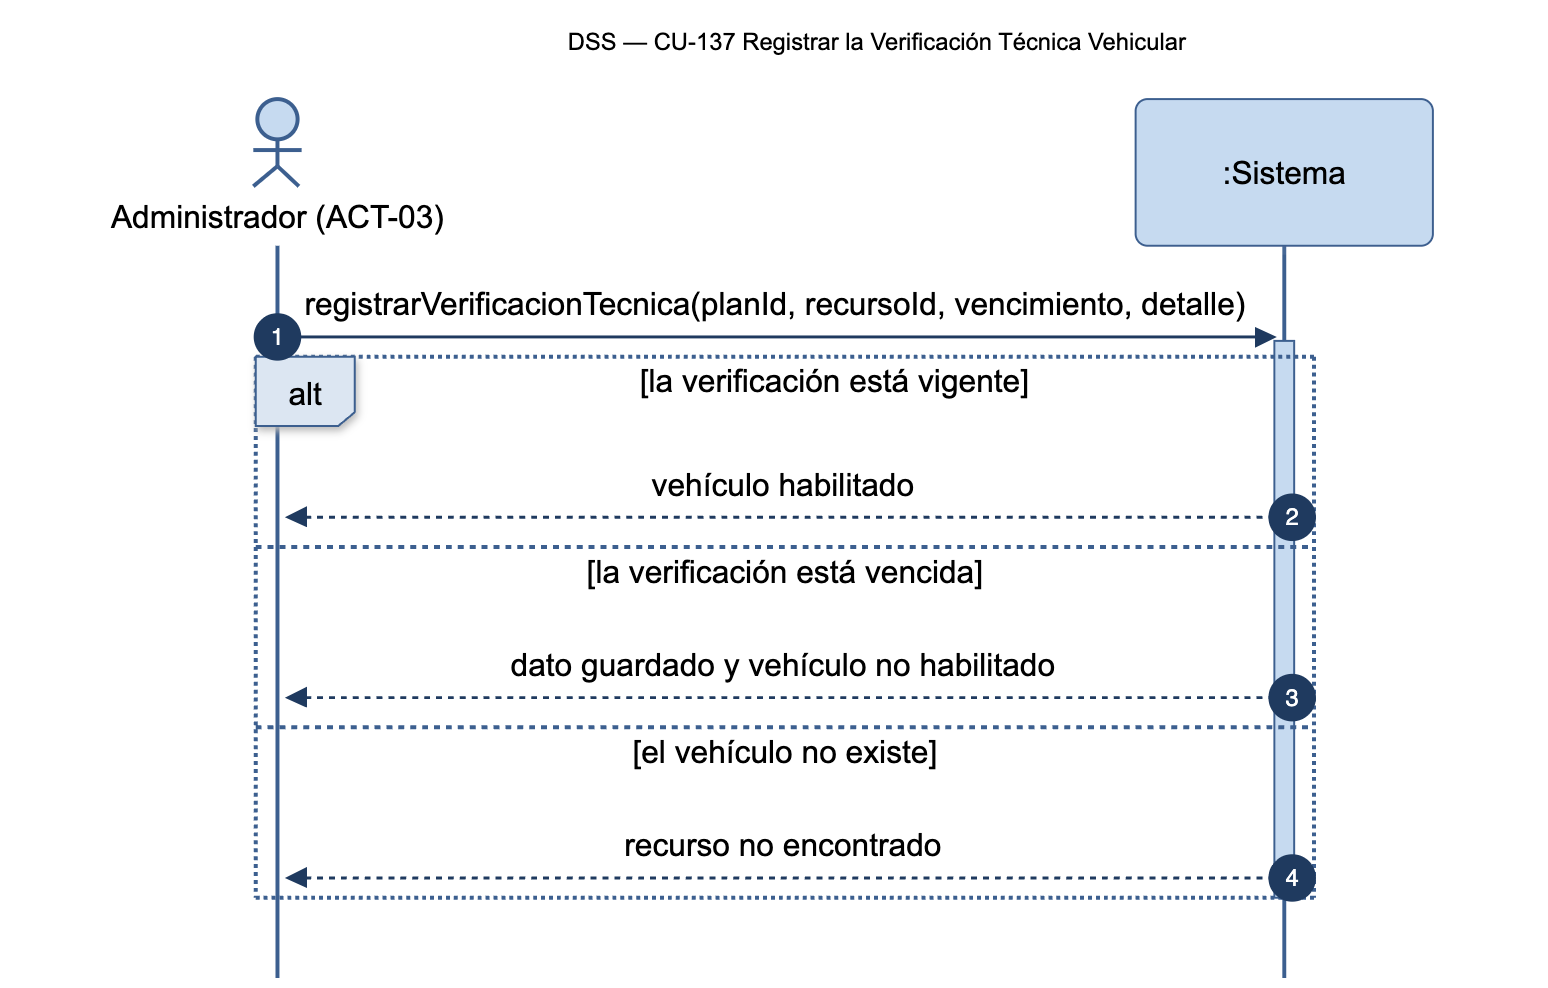 DSS — CU-137 Registrar la Verificación Técnica Vehicular
:Sistema
Administrador (ACT-03)
registrarVerificacionTecnica(planId, recursoId, vencimiento, detalle)
1
alt
[la verificación está vigente]
vehículo habilitado
2
[la verificación está vencida]
dato guardado y vehículo no habilitado
3
[el vehículo no existe]
recurso no encontrado
4